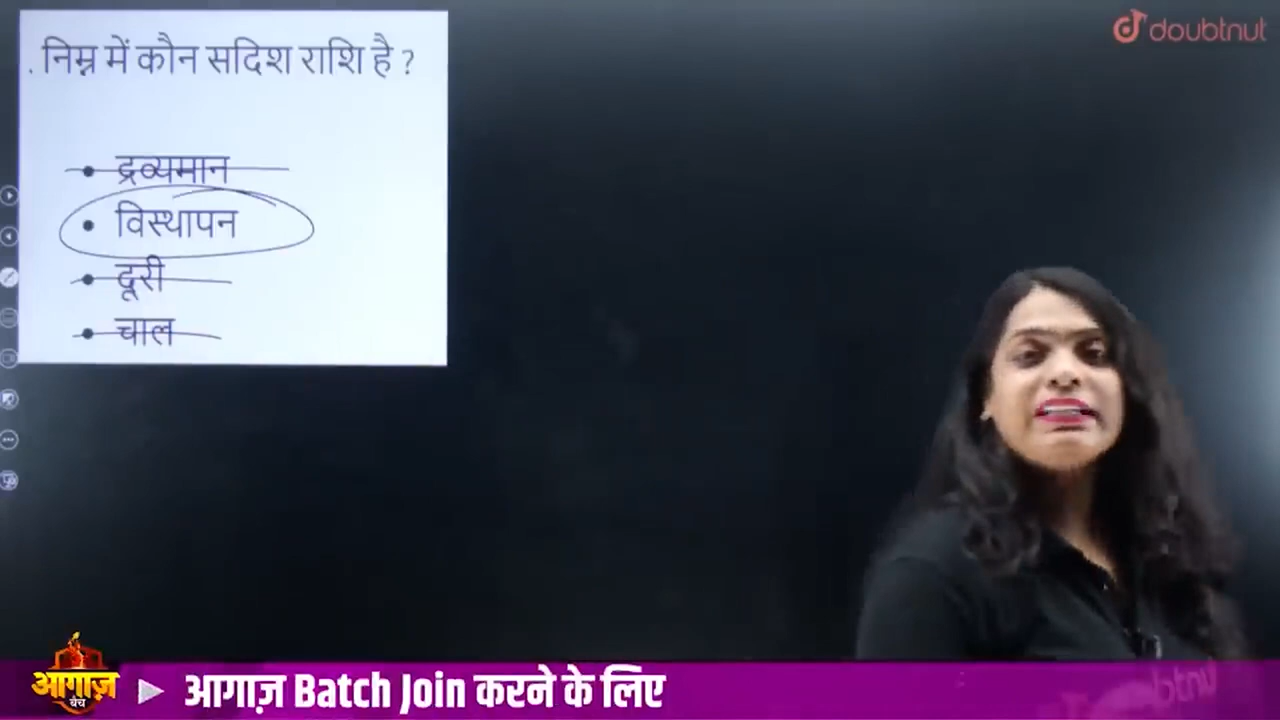 doubtnut
. निम्न में कौन सदिश राशि है ?
• द्रव्यमान
• विस्थापन
• दूरी
• चाल
आगाज़
बैच
आगाज़ Batch Join करने के लिए